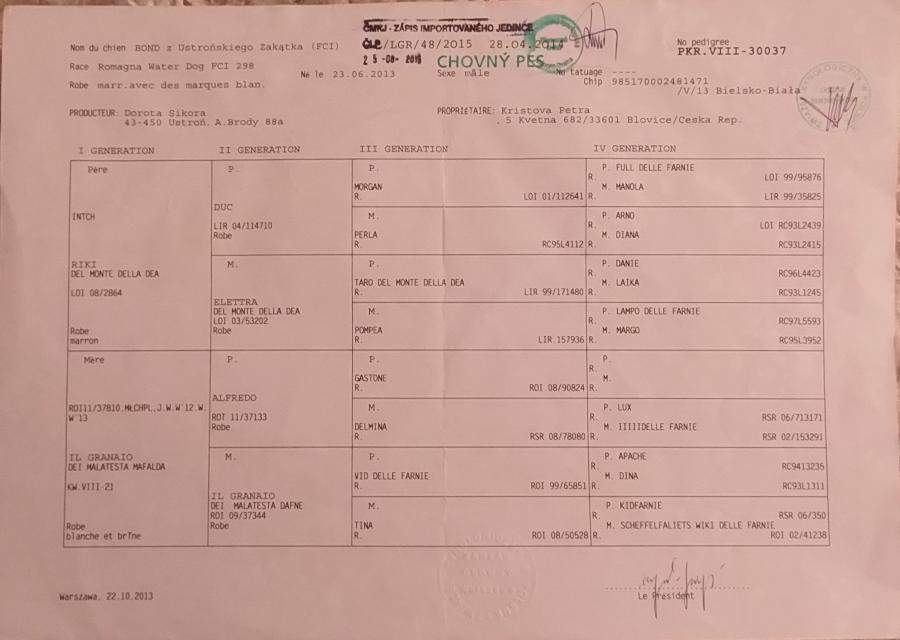 ČMKJ - ZÁPIS IMPORTOVANÉHO JEDINCE
Nom du chien BOND z Ustrońskiego Zakątka (FCI)
ČLP/LGR/48/2015 28.04.2014
No pedigree
PKR.VIII-30037
Race Romagna Water Dog FCI 298
25-08-2015
CHOVNÝ PES
Né le 23.06.2013
Sexe mâle
No tatuage ----
Robe marr.avec des marques blan.
Chip 985170002481471
/V/13 Bielsko-Biała
PRODUCTEUR: Dorota Sikora
43-450 Ustroń, A.Brody 88a
PROPRIETAIRE: Kristova Petra
. 5 Kvetna 682/33601 Blovice/Ceska Rep.
I GENERATION II GENERATION III GENERATION IV GENERATION
Père
INTCH
RIKI
DEL MONTE DELLA DEA
LOI 08/2864
Robe
marron
Mère
ROI11/37810,MŁCHPL,J.W.W'12.W.
W'13
IL GRANAIO
DEI MALATESTA MAFALDA
KW.VIII-21
Robe
blanche et brîne
P.
DUC
LIR 04/114710
Robe
M.
ELETTRA
DEL MONTE DELLA DEA
LOI 03/53202
Robe
P.
ALFREDO
ROT 11/37133
Robe
M.
IL GRANAIO
DEI MALATESTA DAFNE
ROI 09/37344
Robe
P.
MORGAN
R. LOI 01/112641
M.
PERLA
R. RC95L4112
P.
TARO DEL MONTE DELLA DEA
R. LIR 99/171480
M.
POMPEA
R. LIR.157936
P.
GASTONE
R. ROI 08/90824
M.
DELMINA
R. RSR 08/78080
P.
VID DELLE FARNIE
R. ROI 99/65851
M.
TINA
R. ROI 08/50528
P. FULL DELLE FARNIE
R. LOI 99/95876
M. MANOLA
R. LIR 99/35825
P. ARNO
R. LOI RC93L2439
M. DIANA
R. RC93L2415
P. DANIE
R. RC96L4423
M. LAIKA
R. RC93L1245
P. LAMPO DELLE FARNIE
R. RC97L5593
M. MARGO
R. RC95L3952
P.
R.
M.
R.
P. LUX
R. RSR 06/713171
M. IIIIIDELLE FARNIE
R. RSR 02/153291
P. APACHE
R. RC9413235
M. DINA
R. RC93L1311
P. KIDFARNIE
R. RSR 06/350
M. SCHEFFELFALIETS WIKI DELLE FARNIE
R. ROI 02/41238
Warszawa, 22.10.2013
Le Président